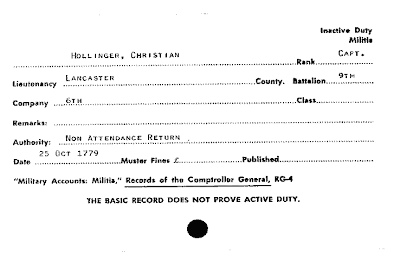 Inactive Duty
Militia
HOLLINGER, CHRISTIAN Rank CAPT.
Lieutenancy LANCASTER County. Battalion 9TH
Company 6TH Class
Remarks:
Authority: NON ATTENDANCE RETURN
Date 25 OCT 1779 Muster Fines £ Published
"Military Accounts: Militia," Records of the Comptroller General, RG-4
THE BASIC RECORD DOES NOT PROVE ACTIVE DUTY.